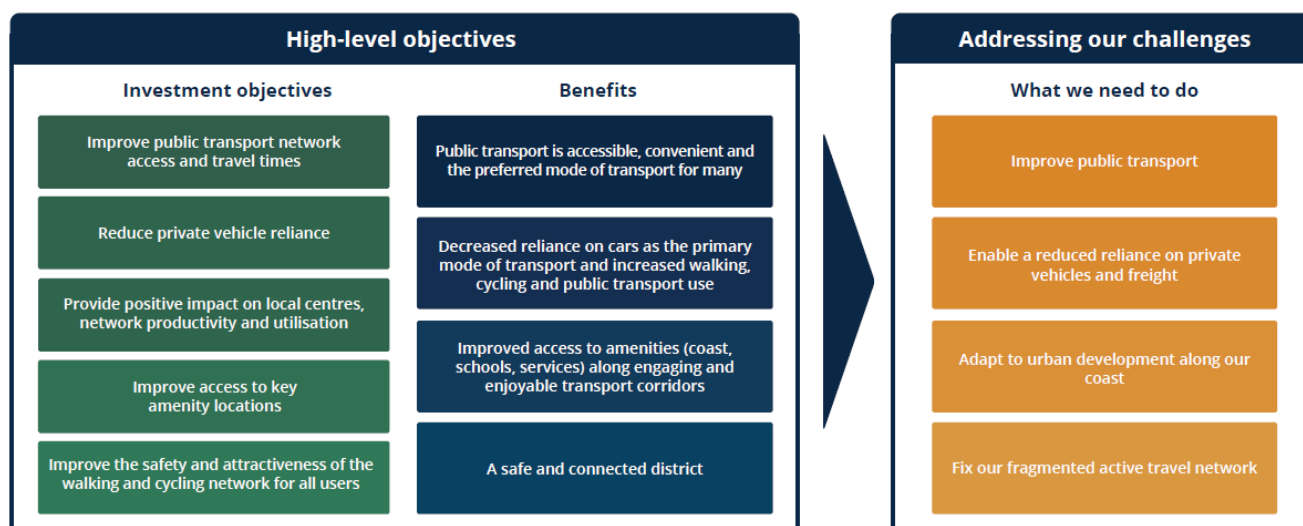 High-level objectives
Investment objectives
Improve public transport network
access and travel times
Reduce private vehicle reliance
Provide positive impact on local centres,
network productivity and utilisation
Improve access to key
amenity locations
Improve the safety and attractiveness of the
walking and cycling network for all users
Benefits
Public transport is accessible, convenient and
the preferred mode of transport for many
Decreased reliance on cars as the primary
mode of transport and increased walking,
cycling and public transport use
Improved access to amenities (coast,
schools, services) along engaging and
enjoyable transport corridors
A safe and connected district
Addressing our challenges
What we need to do
Improve public transport
Enable a reduced reliance on private
vehicles and freight
Adapt to urban development along our
coast
Fix our fragmented active travel network